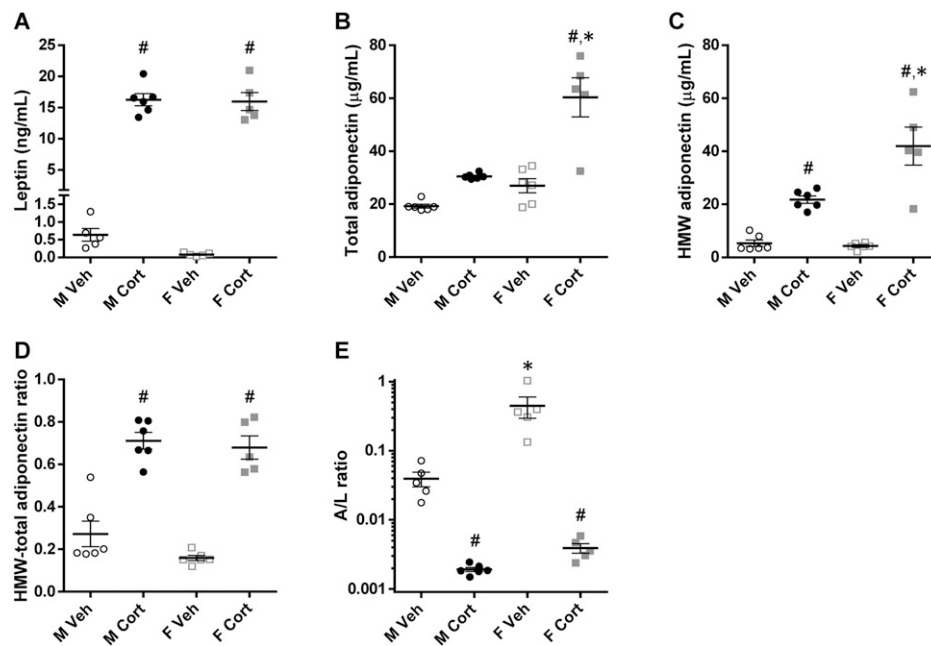 A
Leptin (ng/mL)
25
20
15
10
5
1.0
0.5
0.0
#
#
M Veh
M Cort
F Veh
F Cort
B
Total adiponectin (μg/mL)
80
60
40
20
0
#,*
M Veh
M Cort
F Veh
F Cort
C
HMW adiponectin (μg/mL)
80
60
40
20
0
#
#,*
M Veh
M Cort
F Veh
F Cort
D
HMW-total adiponectin ratio
1.0
0.8
0.6
0.4
0.2
0.0
#
#
M Veh
M Cort
F Veh
F Cort
E
A/L ratio
1
0.1
0.01
0.001
#
*
#
M Veh
M Cort
F Veh
F Cort